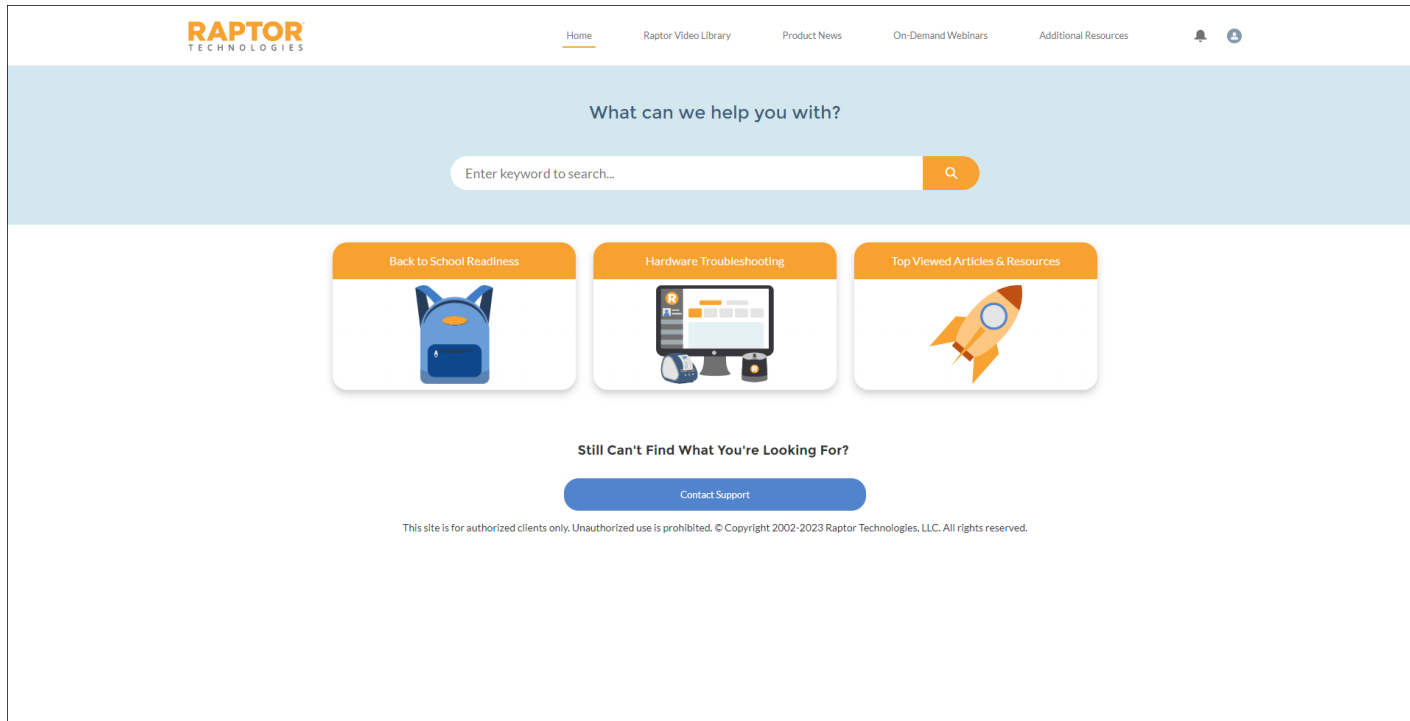 RAPTOR
TECHNOLOGIES
Home Raptor Video Library Product News On-Demand Webinars Additional Resources
What can we help you with?
Enter keyword to search...
Back to School Readiness
Hardware Troubleshooting
Top Viewed Articles & Resources
R
R
Still Can't Find What You're Looking For?
Contact Support
This site is for authorized clients only. Unauthorized use is prohibited. © Copyright 2002-2023 Raptor Technologies, LLC. All rights reserved.